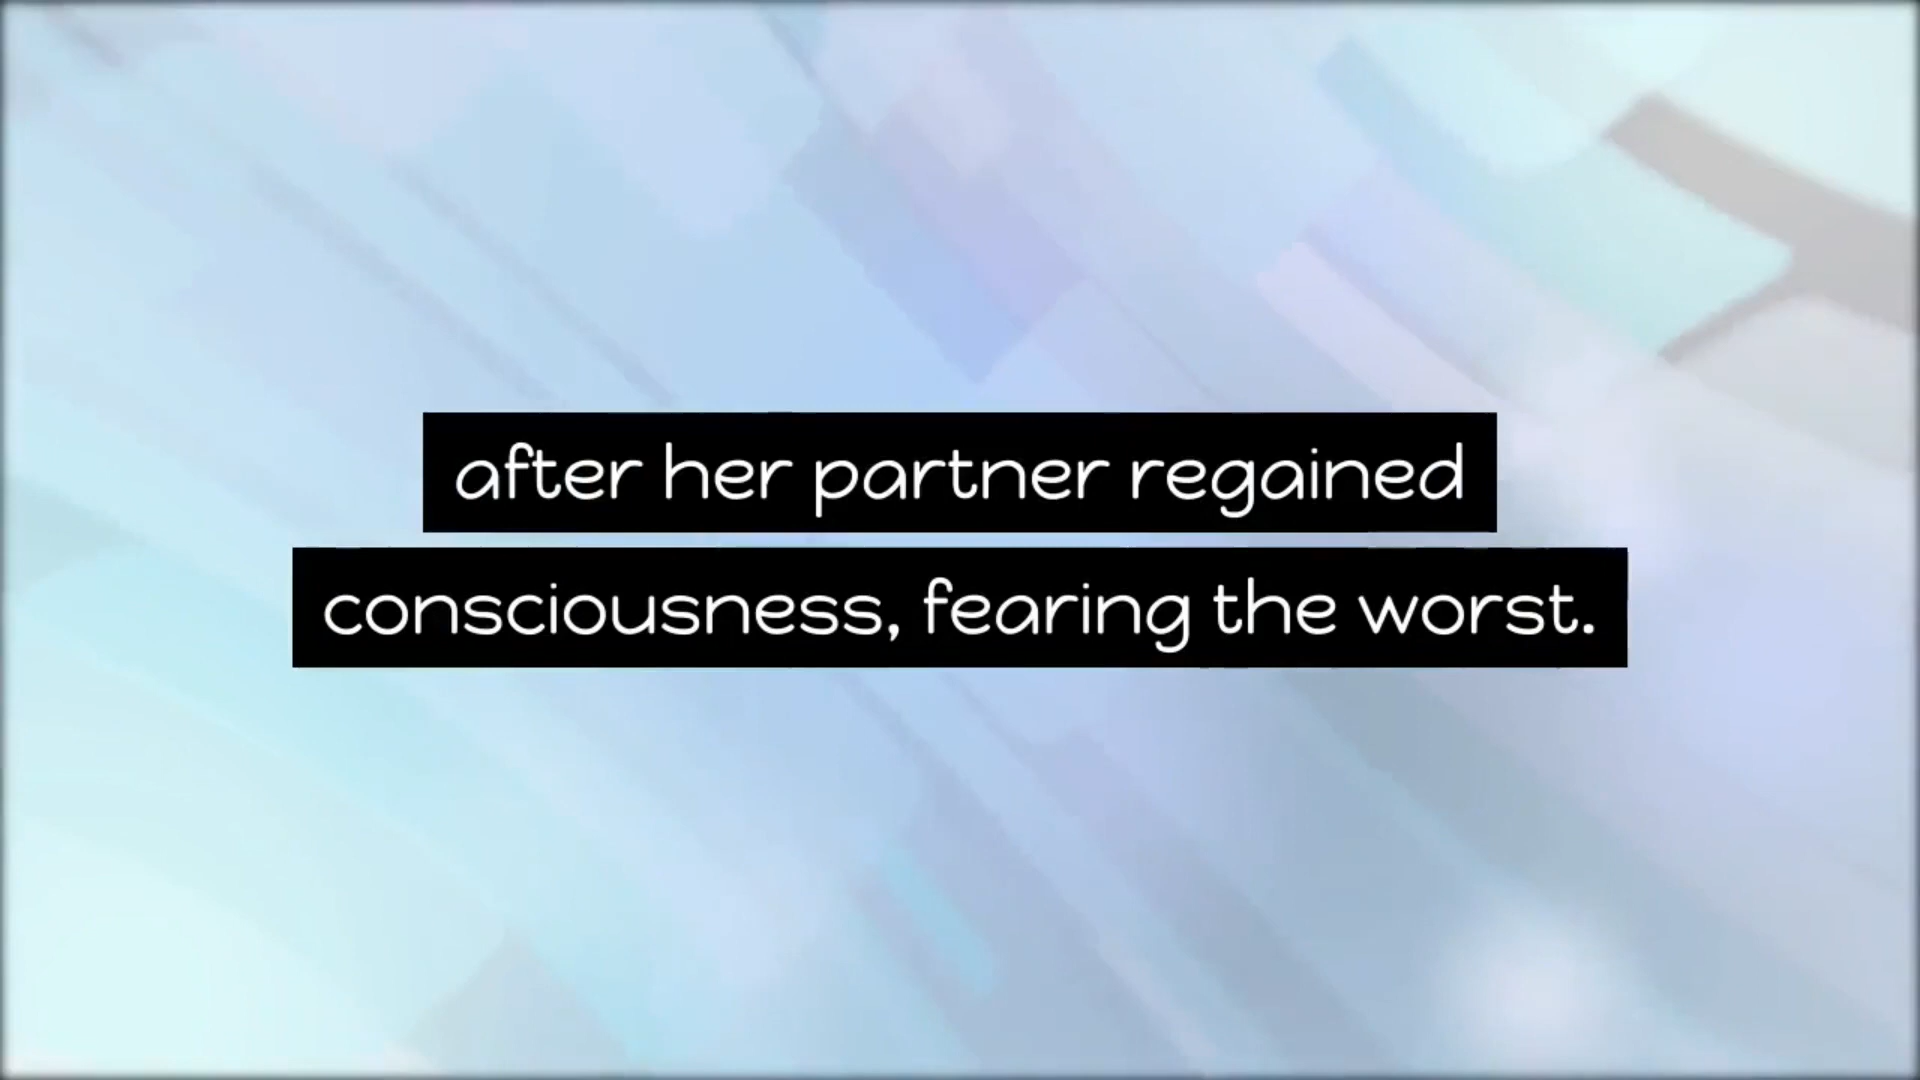 after her partner regained
consciousness, fearing the worst.